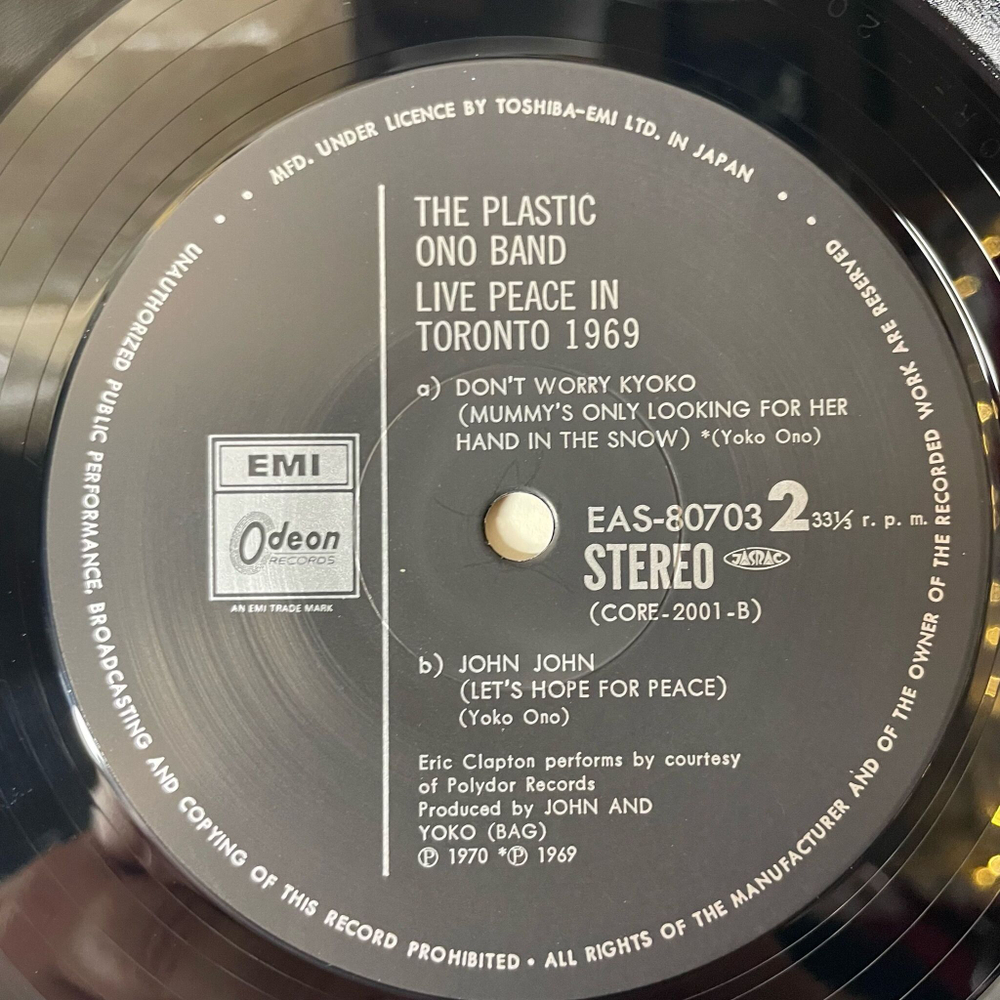 MFD. UNDER LICENCE BY TOSHIBA-EMI LTD. IN JAPAN
THE PLASTIC
ONO BAND
LIVE PEACE IN
TORONTO 1969
a) DON'T WORRY KYOKO
(MUMMY'S ONLY LOOKING FOR HER
HAND IN THE SNOW) *(Yoko Ono)
EMI
Odeon
RECORDS
AN EMI TRADE MARK
EAS-80703 2 33⅓ r. p. m.
STEREO JASRAC
(CORE-2001-B)
b) JOHN JOHN
(LET'S HOPE FOR PEACE)
(Yoko Ono)
Eric Clapton performs by courtesy
of Polydor Records
Produced by JOHN AND
YOKO (BAG)
Ⓟ 1970 *Ⓟ 1969
UNAUTHORIZED PUBLIC PERFORMANCE, BROADCASTING AND COPYING OF THIS RECORD PROHIBITED • ALL RIGHTS OF THE MANUFACTURER AND OF THE OWNER OF THE RECORDED WORK ARE RESERVED